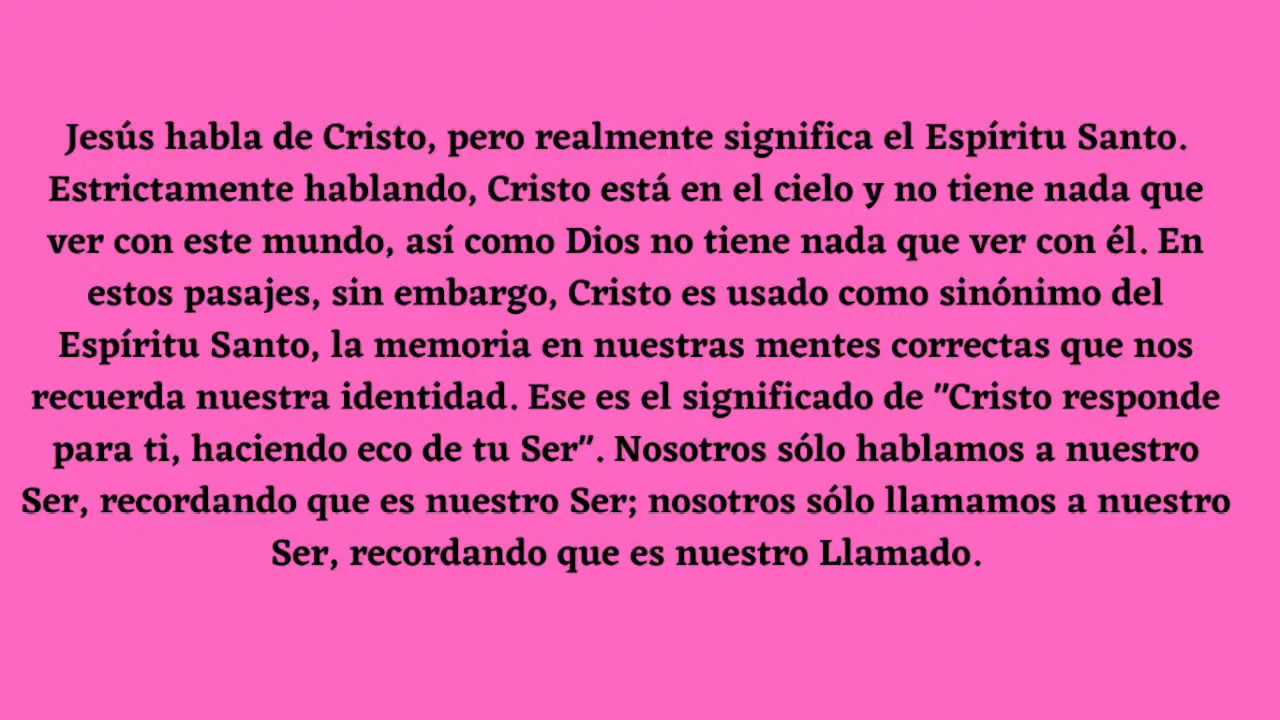 Jesús habla de Cristo, pero realmente significa el Espíritu Santo.
Estrictamente hablando, Cristo está en el cielo y no tiene nada que
ver con este mundo, así como Dios no tiene nada que ver con él. En
estos pasajes, sin embargo, Cristo es usado como sinónimo del
Espíritu Santo, la memoria en nuestras mentes correctas que nos
recuerda nuestra identidad. Ese es el significado de "Cristo responde
para ti, haciendo eco de tu Ser". Nosotros sólo hablamos a nuestro
Ser, recordando que es nuestro Ser; nosotros sólo llamamos a nuestro
Ser, recordando que es nuestro Llamado.